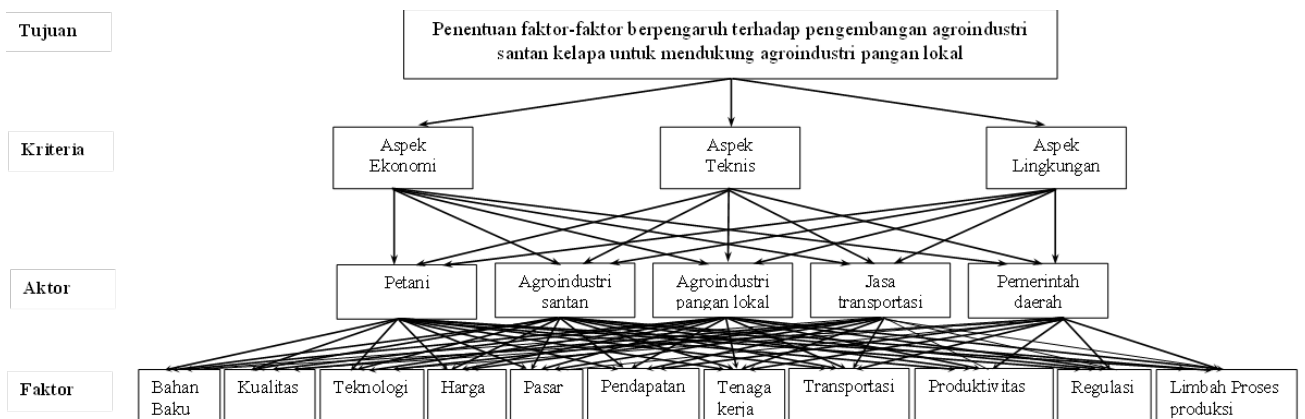 Tujuan
Penentuan faktor-faktor berpengaruh terhadap pengembangan agroindustri
santan kelapa untuk mendukung agroindustri pangan lokal
Kriteria
Aspek
Ekonomi
Aspek
Teknis
Aspek
Lingkungan
Aktor
Petani
Agroindustri
santan
Agroindustri
pangan lokal
Jasa
transportasi
Pemerintah
daerah
Faktor
Bahan
Baku
Kualitas
Teknologi
Harga
Pasar
Pendapatan
Tenaga
kerja
Transportasi
Produktivitas
Regulasi
Limbah Proses
produksi